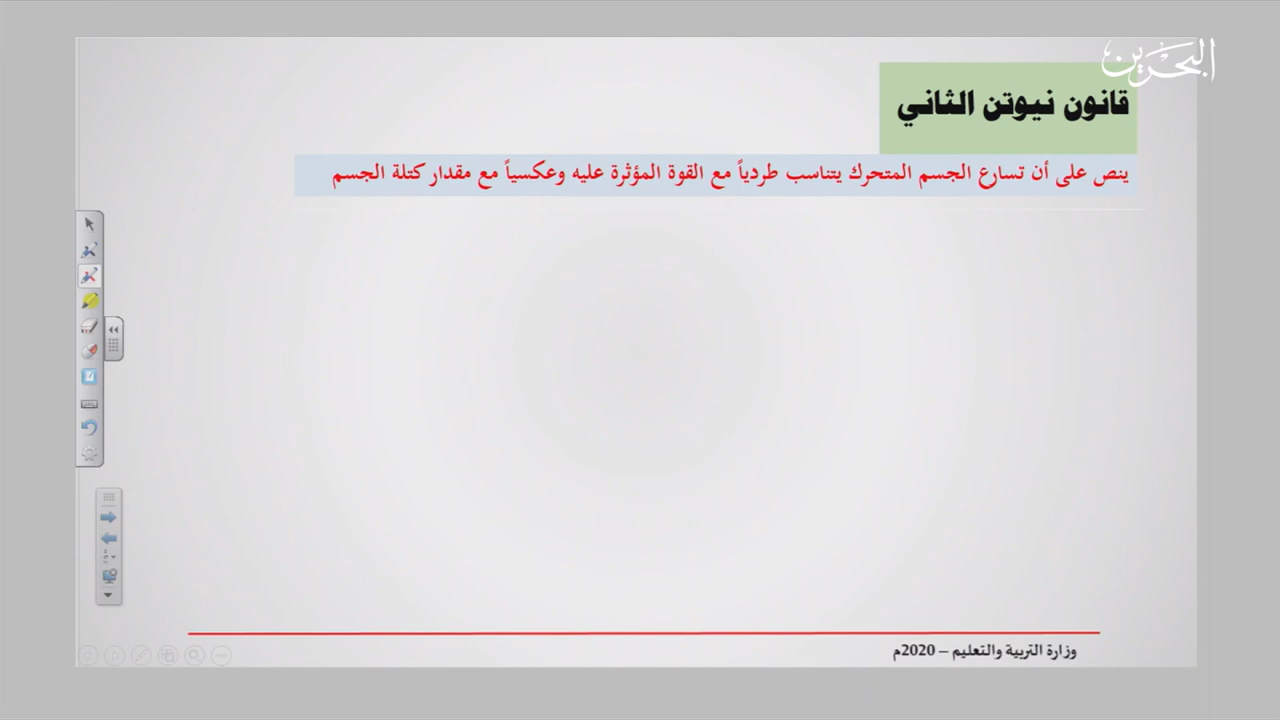 البحرين
قانون نيوتن الثاني
ينص على أن تسارع الجسم المتحرك يتناسب طردياً مع القوة المؤثرة عليه وعكسياً مع مقدار كتلة الجسم
وزارة التربية والتعليم – 2020م